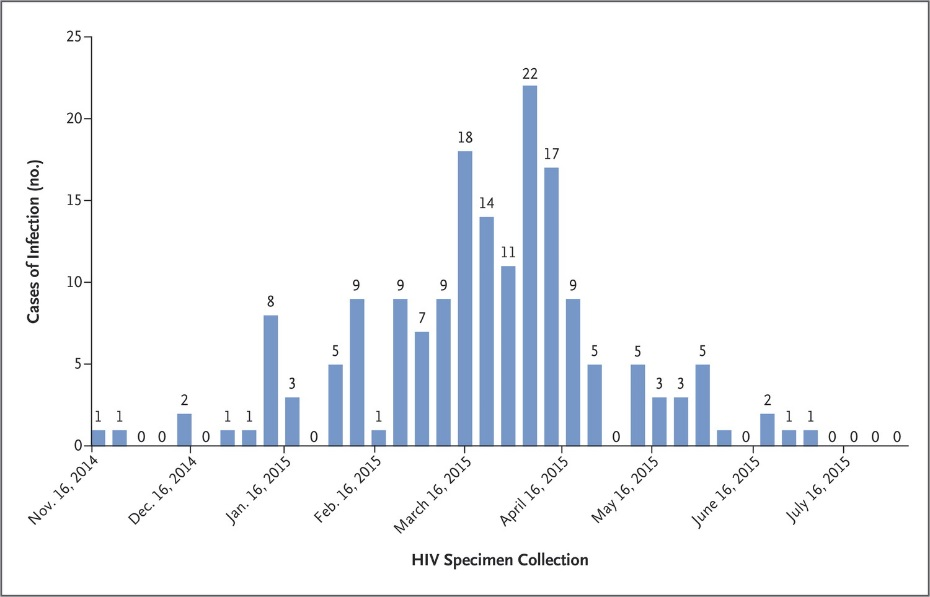 25
20
15
10
5
0
Cases of Infection (no.)
1 1 0 0 2 0 1 1 8 3 0 5 9 1 9 7 9 18 14 11 22 17 9 5 0 5 3 3 5 0 2 1 1 0 0 0 0
Nov. 16, 2014
Dec. 16, 2014
Jan. 16, 2015
Feb. 16, 2015
March 16, 2015
April 16, 2015
May 16, 2015
June 16, 2015
July 16, 2015
HIV Specimen Collection